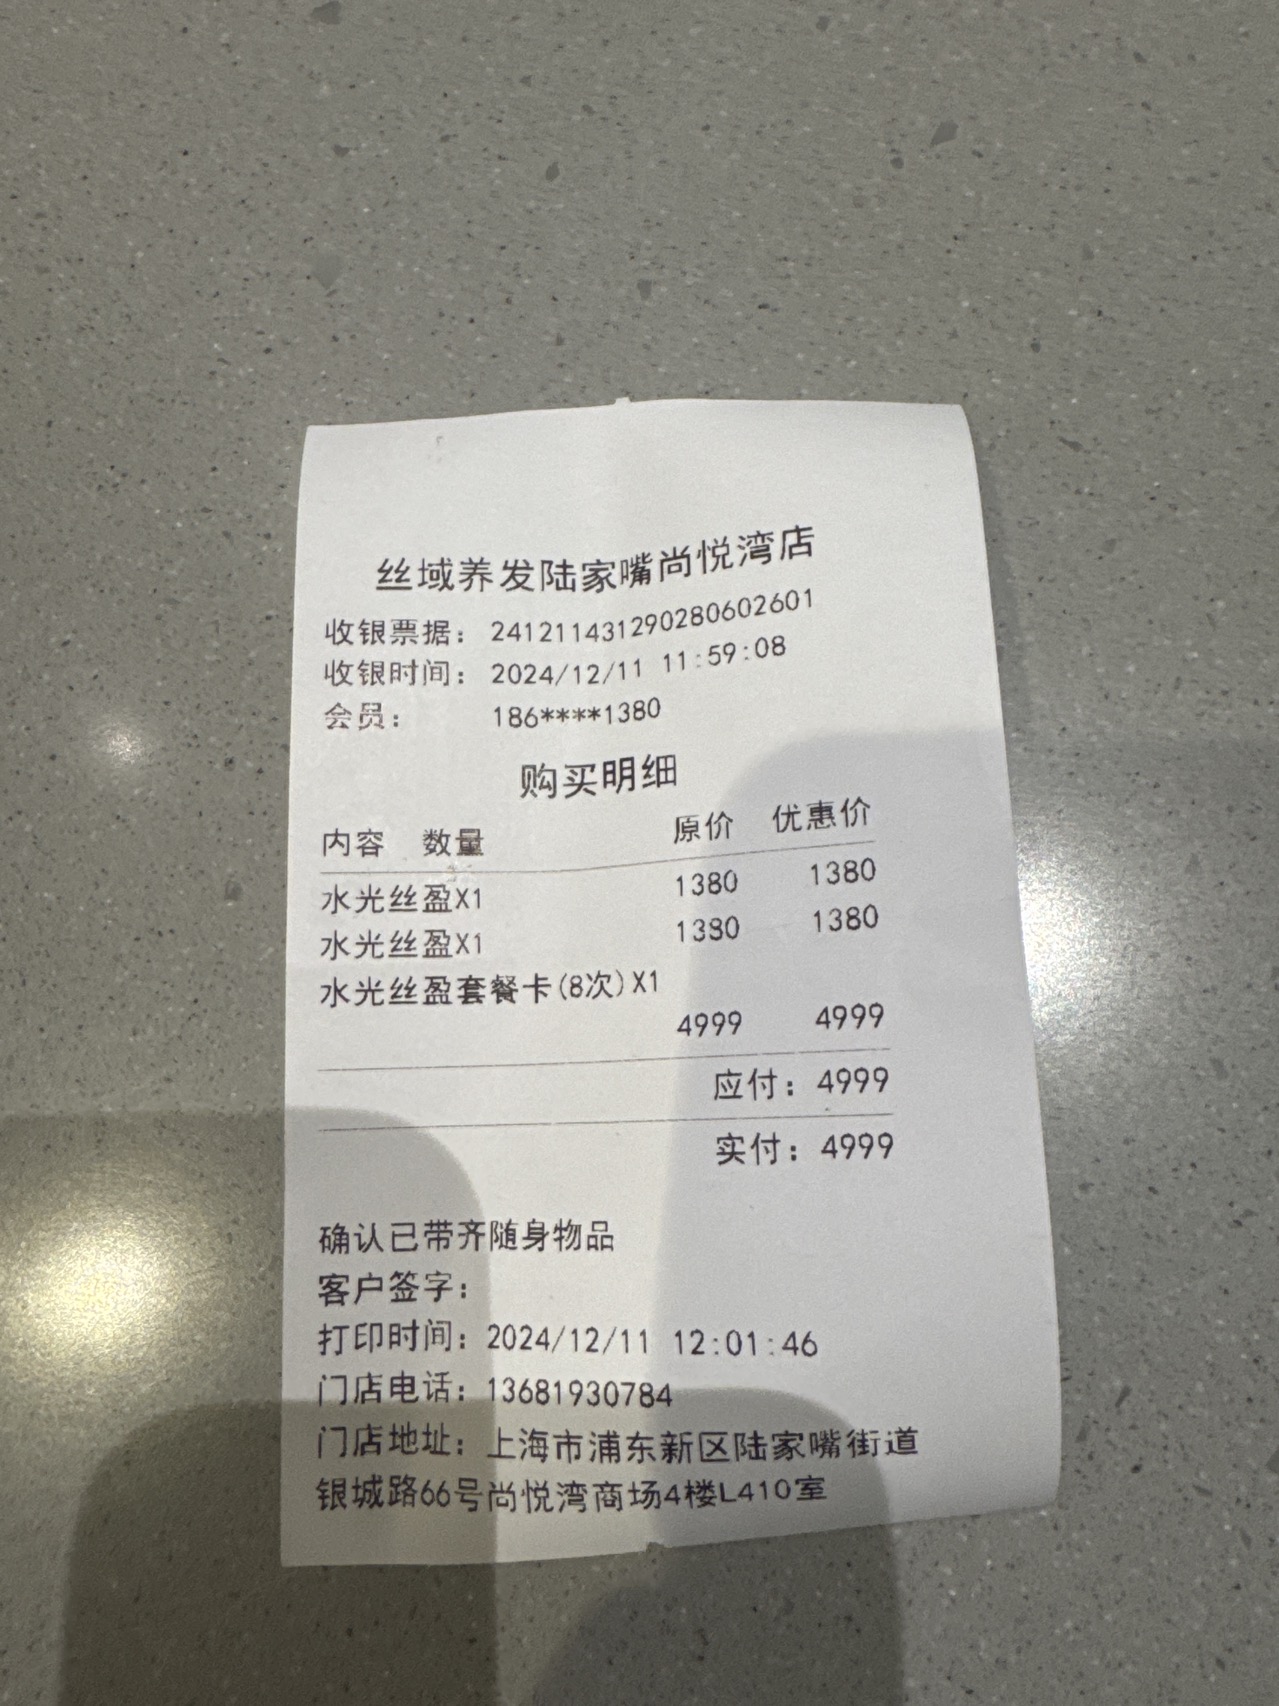 丝域养发陆家嘴尚悦湾店
收银票据： 241211431290280602601
收银时间： 2024/12/11 11:59:08
会员： 186****1380
购买明细
内容 数量 原价 优惠价
水光丝盈X1 1380 1380
水光丝盈X1 1380 1380
水光丝盈套餐卡(8次)X1
4999 4999
应付：4999
实付：4999
确认已带齐随身物品
客户签字：
打印时间：2024/12/11 12:01:46
门店电话：13681930784
门店地址：上海市浦东新区陆家嘴街道
银城路66号尚悦湾商场4楼L410室